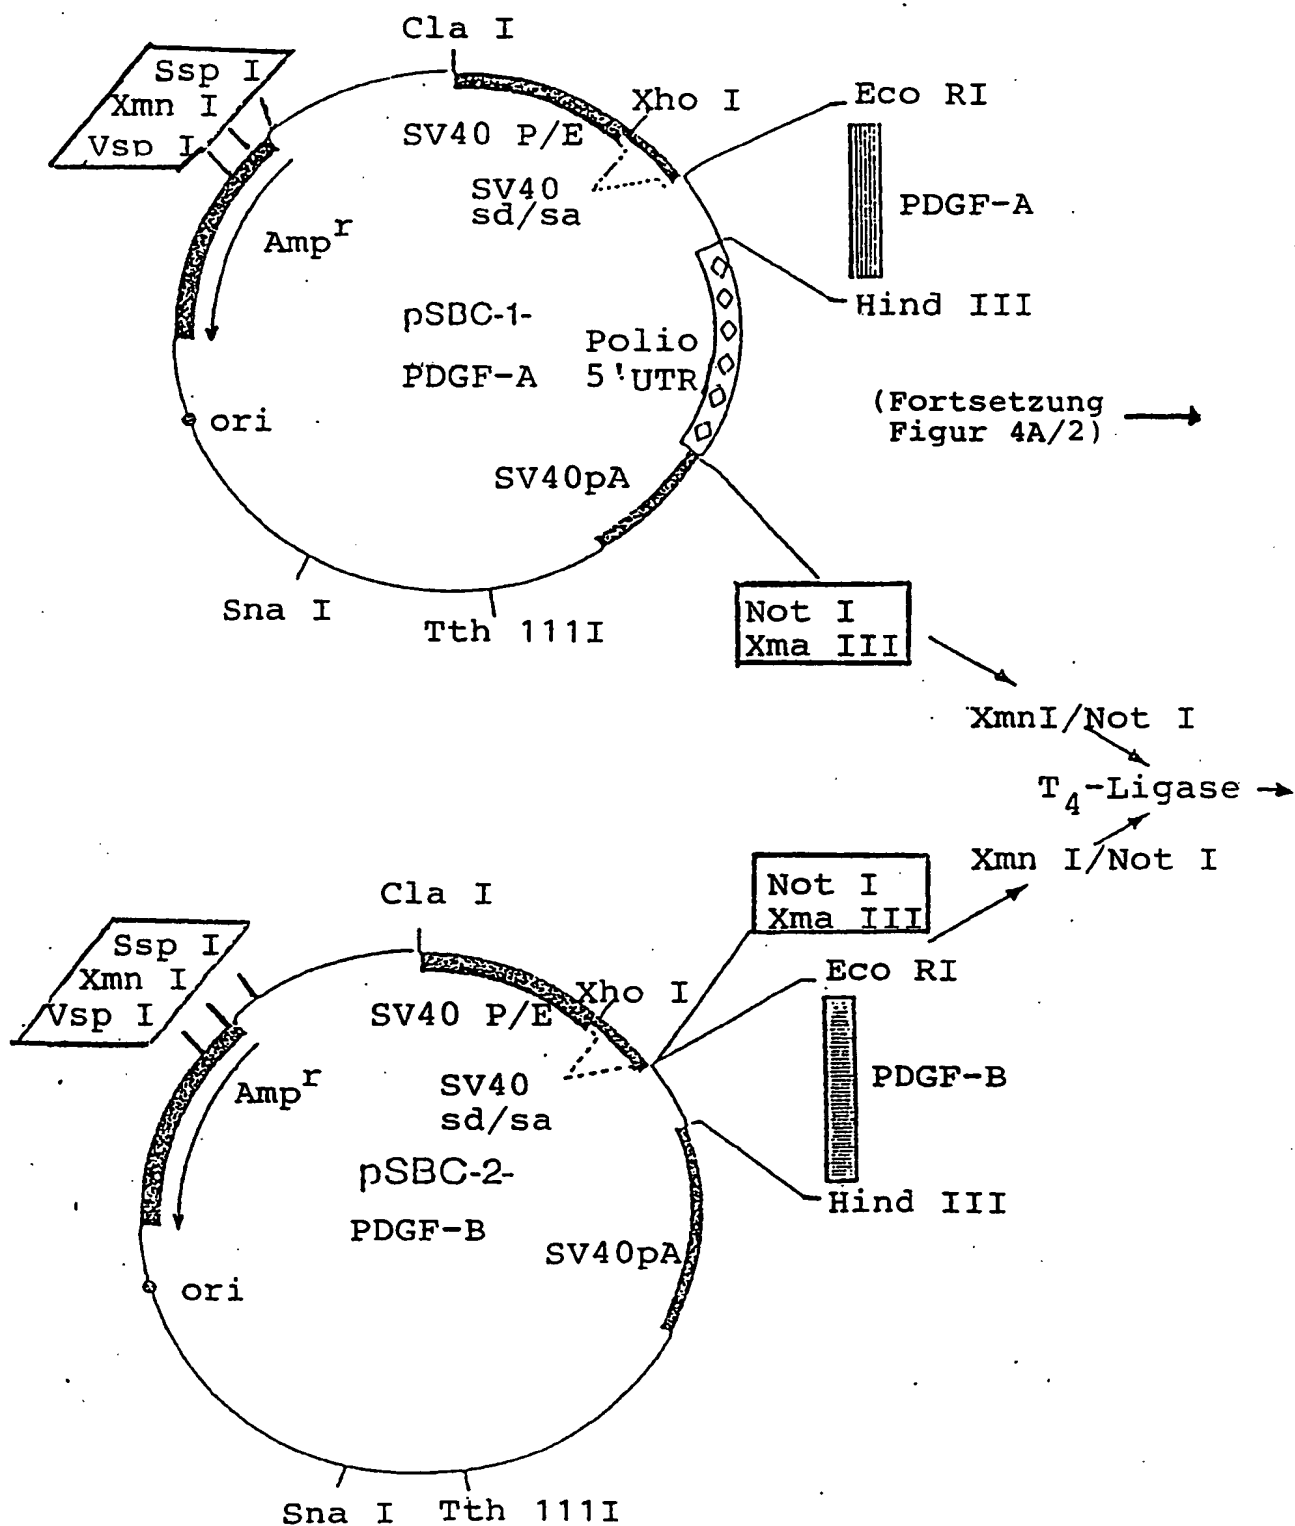 Cla I
Ssp I
Xmn I
Vsp I
Xho I
Eco RI
SV40 P/E
SV40
sd/sa
PDGF-A
Amp^r
Hind III
pSBC-1-
PDGF-A
Polio
5'UTR
(Fortsetzung
Figur 4A/2)
ori
SV40pA
Sna I
Tth 111I
Not I
Xma III
XmnI/Not I
T4-Ligase
Xmn I/Not I
Not I
Xma III
Cla I
Ssp I
Xmn I
Vsp I
Eco RI
Xho I
SV40 P/E
SV40
sd/sa
PDGF-B
Amp^r
pSBC-2-
PDGF-B
Hind III
SV40pA
ori
Sna I
Tth 111I